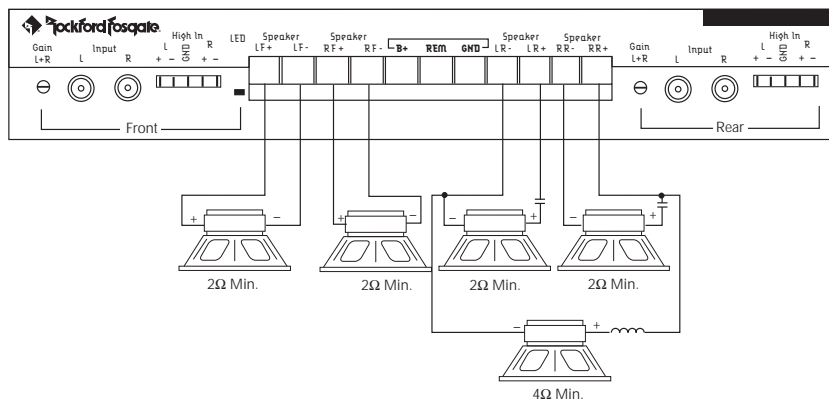 Rockford Fosgate
Gain
L+R
Input
L R
High In
L GND R
+ - + -
LED
Speaker
LF+ LF-
Speaker
RF+ RF-
B+ REM GND
Speaker
LR- LR+
Speaker
RR- RR+
Gain
L+R
Input
L R
High In
L GND R
+ - + -
Front
Rear
+ -
+ -
- +
- +
2Ω Min.
2Ω Min.
2Ω Min.
2Ω Min.
- +
4Ω Min.